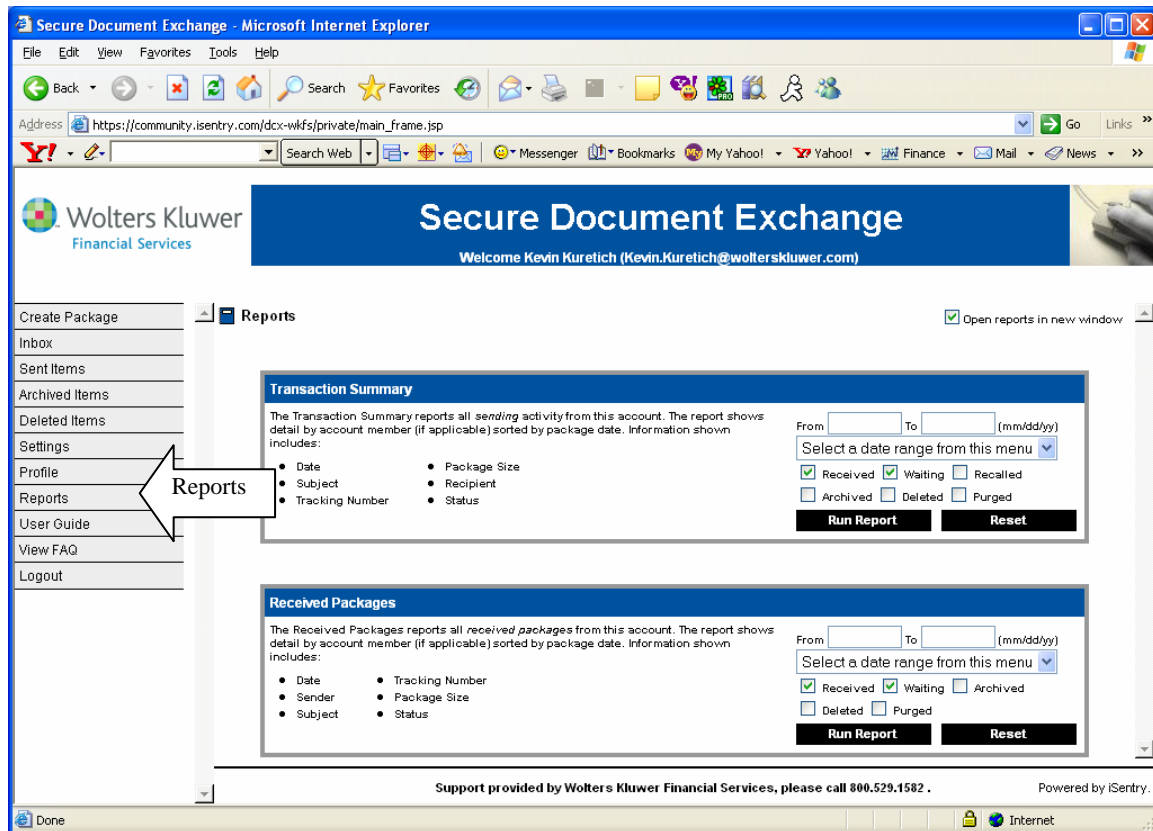 Secure Document Exchange - Microsoft Internet Explorer
File Edit View Favorites Tools Help
Back Search Favorites PRO
Address https://community.isentry.com/dcx-wkfs/private/main_frame.jsp Go Links »
Y! Search Web Messenger Bookmarks My Yahoo! Yahoo! Finance Mail News »
Wolters Kluwer
Financial Services
Secure Document Exchange
Welcome Kevin Kuretich (Kevin.Kuretich@wolterskluwer.com)
Create Package
Inbox
Sent Items
Archived Items
Deleted Items
Settings
Profile
Reports
User Guide
View FAQ
Logout
Reports
Reports
Open reports in new window
Transaction Summary
The Transaction Summary reports all sending activity from this account. The report shows
detail by account member (if applicable) sorted by package date. Information shown
includes:
• Date
• Subject
• Tracking Number
• Package Size
• Recipient
• Status
From To (mm/dd/yy)
Select a date range from this menu
Received Waiting Recalled
Archived Deleted Purged
Run Report Reset
Received Packages
The Received Packages reports all received packages from this account. The report shows
detail by account member (if applicable) sorted by package date. Information shown
includes:
• Date
• Sender
• Subject
• Tracking Number
• Package Size
• Status
From To (mm/dd/yy)
Select a date range from this menu
Received Waiting Archived
Deleted Purged
Run Report Reset
Support provided by Wolters Kluwer Financial Services, please call 800.529.1582 .
Powered by iSentry.
Done Internet